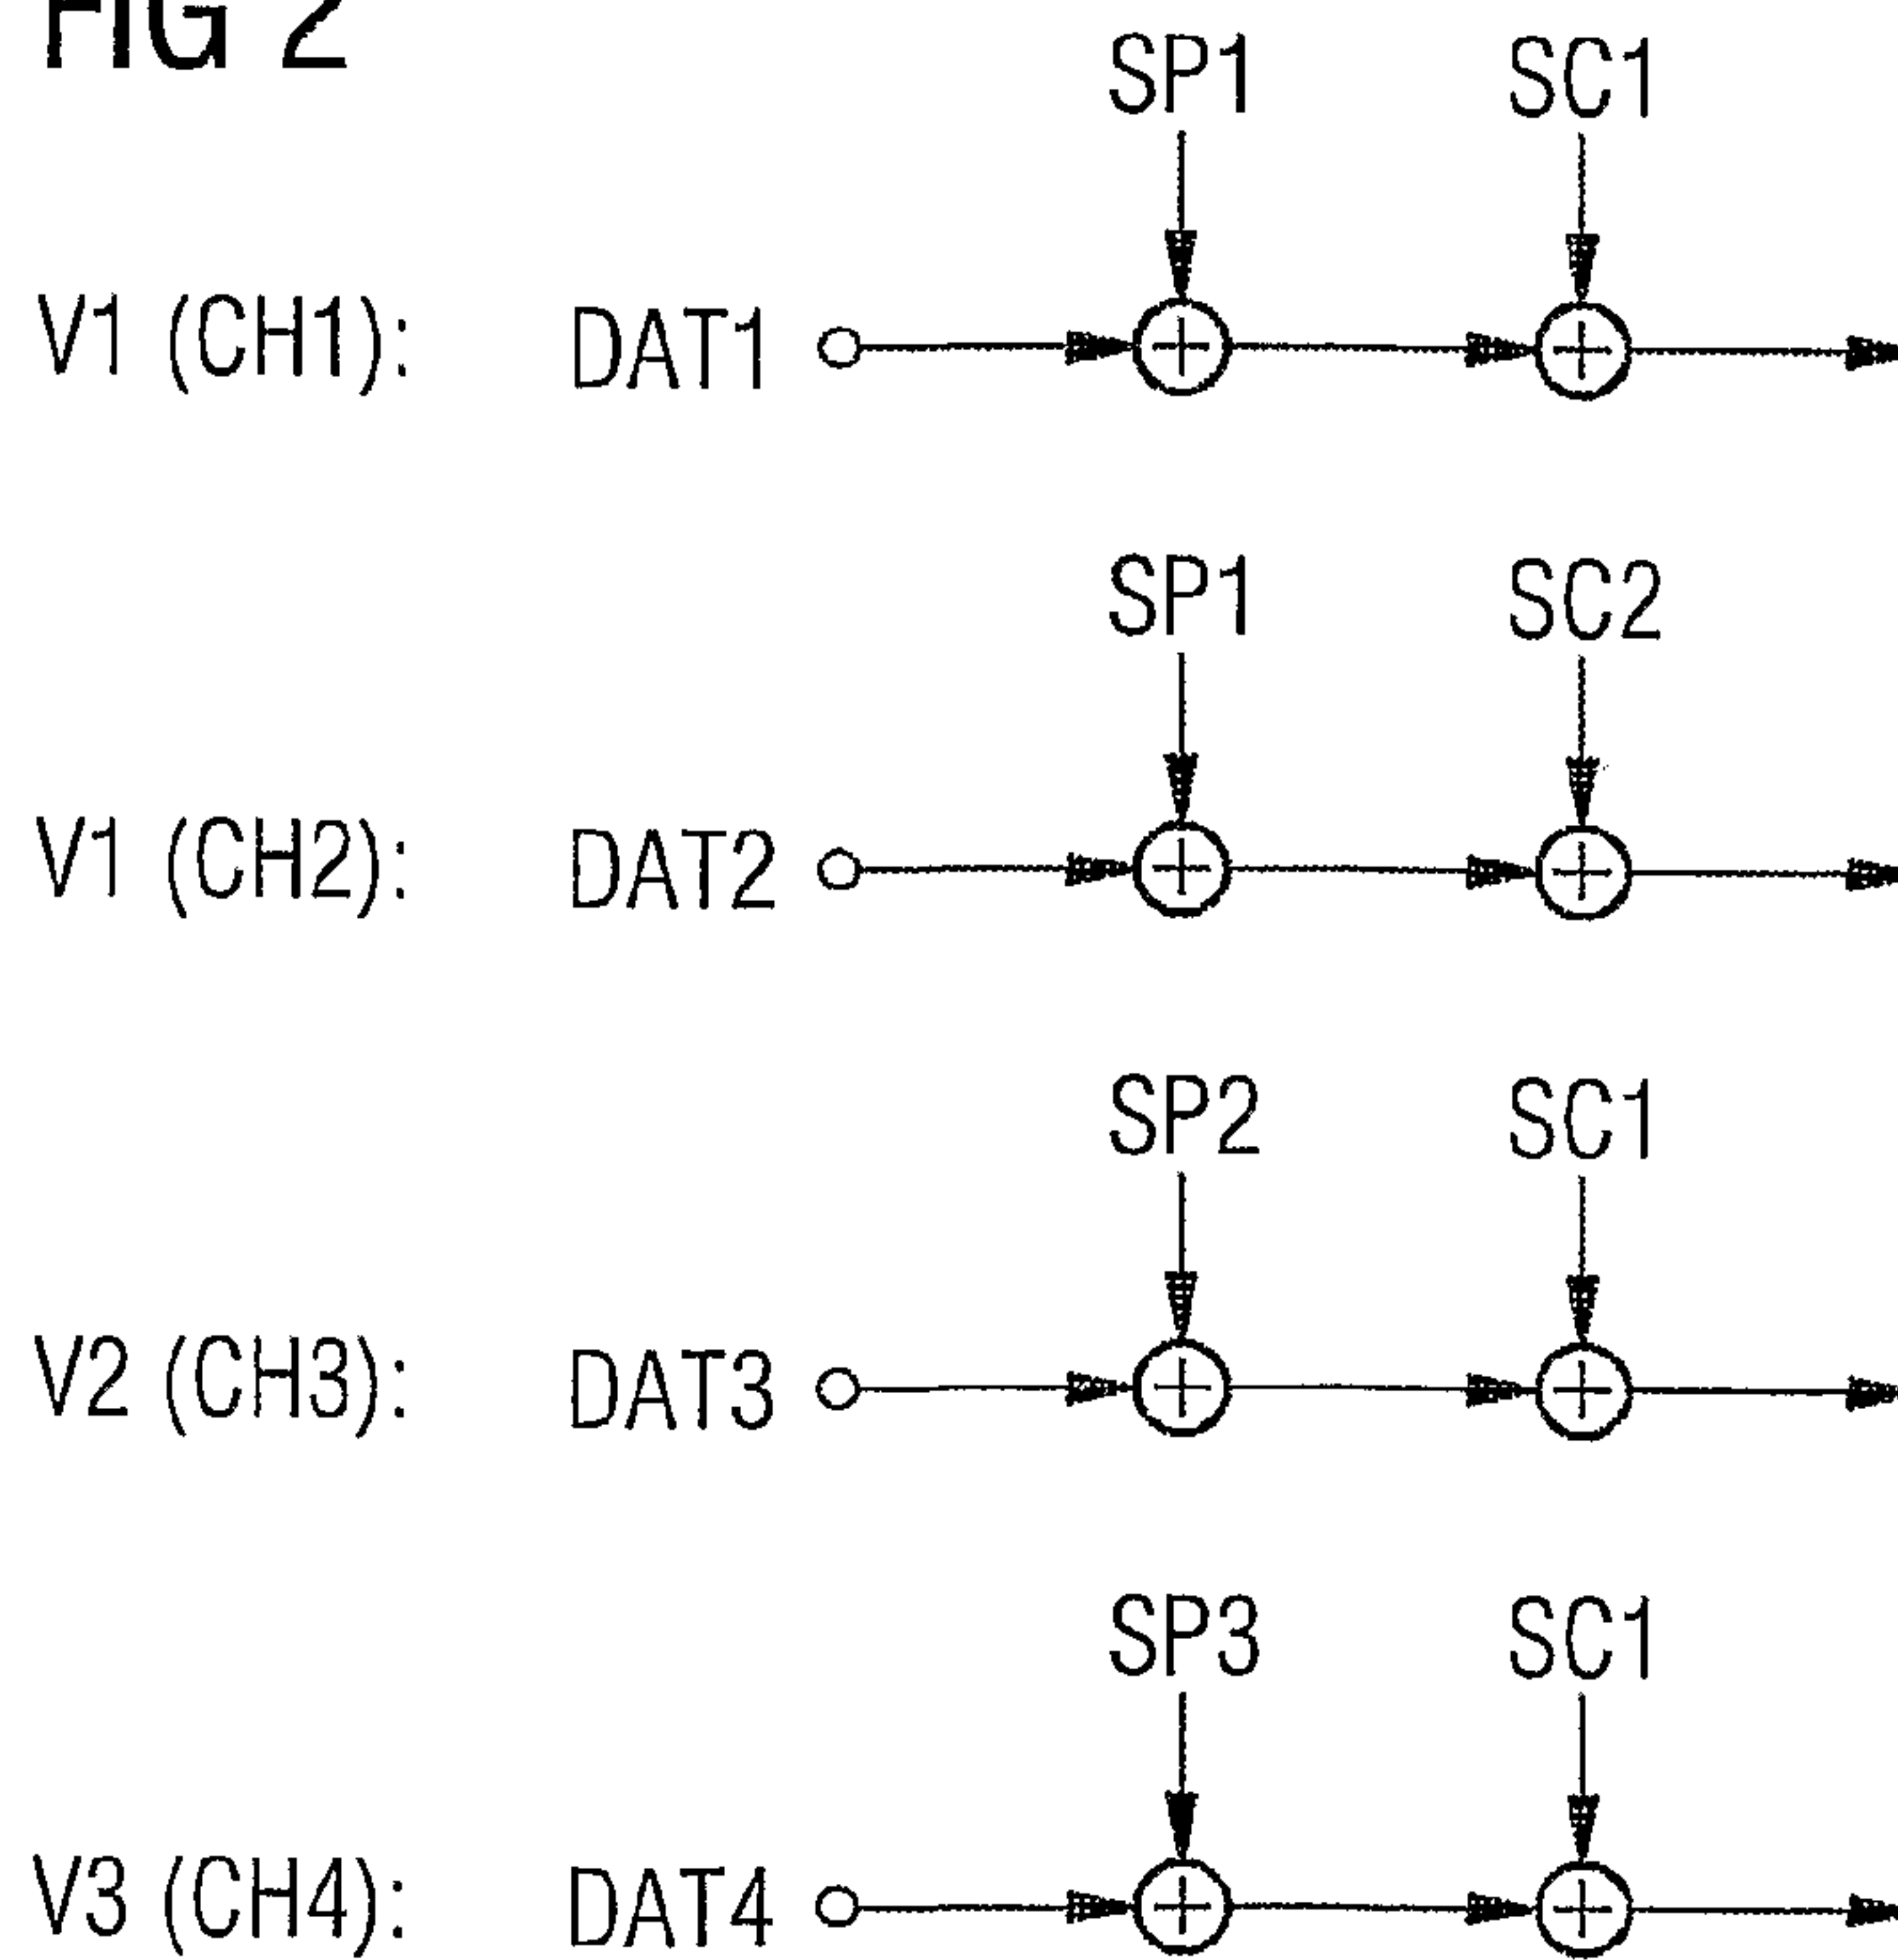 FIG 2
SP1 SC1
V1 (CH1): DAT1
SP1 SC2
V1 (CH2): DAT2
SP2 SC1
V2 (CH3): DAT3
SP3 SC1
V3 (CH4): DAT4